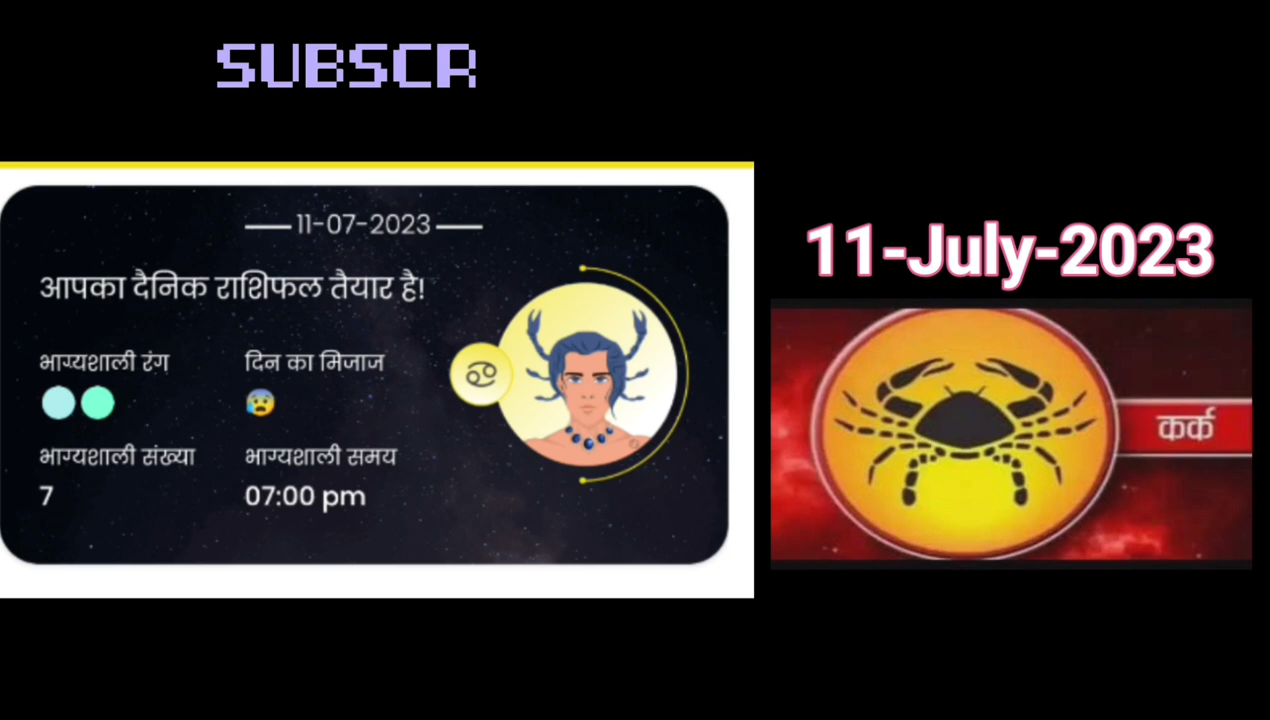 SUBSCR
11-07-2023
आपका दैनिक राशिफल तैयार है!
भाग्यशाली रंग
दिन का मिजाज
भाग्यशाली संख्या
भाग्यशाली समय
7
07:00 pm
11-July-2023
कर्क